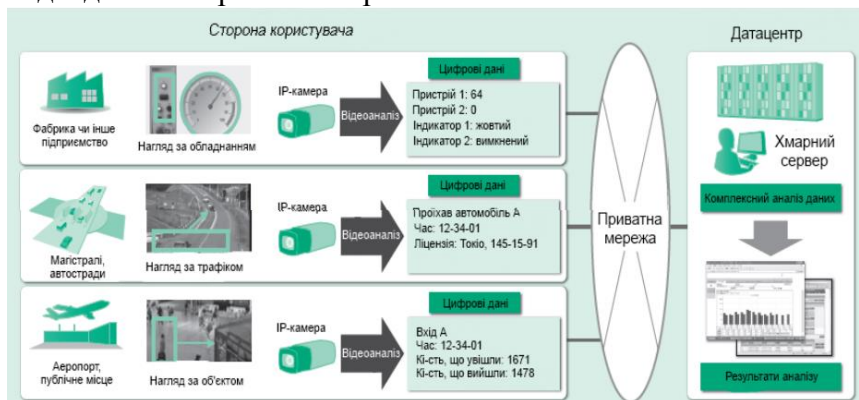 Сторона користувача
Датацентр
Фабрика чи інше
підприємство
Нагляд за обладнанням
IP-камера
Відеоаналіз
Цифрові дані
Пристрій 1: 64
Пристрій 2: 0
Індикатор 1: жовтий
Індикатор 2: вимкнений
Магістралі,
автостради
Нагляд за трафіком
IP-камера
Відеоаналіз
Цифрові дані
Проїхав автомобіль А
Час: 12-34-01
Ліцензія: Токіо, 145-15-91
Аеропорт,
публічне місце
Нагляд за об'єктом
IP-камера
Відеоаналіз
Цифрові дані
Вхід А
Час: 12-34-01
Кі-сть, що увішли: 1671
Кі-сть, що вийшли: 1478
Приватна
мережа
Хмарний
сервер
Комплексний аналіз даних
Результати аналізу